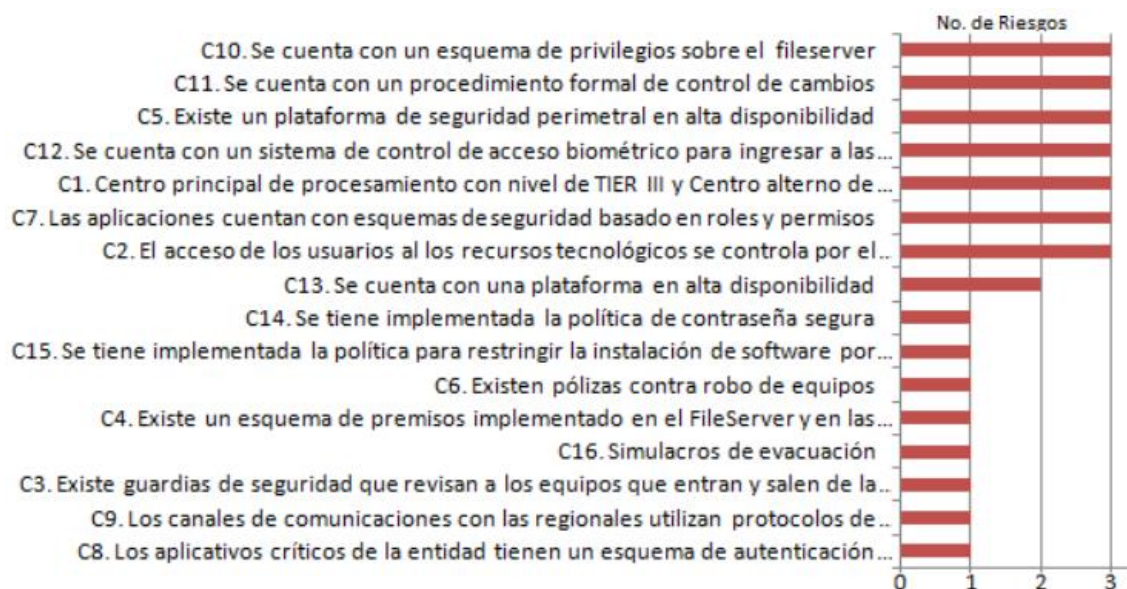 No. de Riesgos
C10. Se cuenta con un esquema de privilegios sobre el fileserver
C11. Se cuenta con un procedimiento formal de control de cambios
C5. Existe un plataforma de seguridad perimetral en alta disponibilidad
C12. Se cuenta con un sistema de control de acceso biométrico para ingresar a las...
C1. Centro principal de procesamiento con nivel de TIER III y Centro alterno de...
C7. Las aplicaciones cuentan con esquemas de seguridad basado en roles y permisos
C2. El acceso de los usuarios al los recursos tecnológicos se controla por el...
C13. Se cuenta con una plataforma en alta disponibilidad
C14. Se tiene implementada la política de contraseña segura
C15. Se tiene implementada la política para restringir la instalación de software por...
C6. Existen pólizas contra robo de equipos
C4. Existe un esquema de premisos implementado en el FileServer y en las...
C16. Simulacros de evacuación
C3. Existe guardias de seguridad que revisan a los equipos que entran y salen de la...
C9. Los canales de comunicaciones con las regionales utilizan protocolos de...
C8. Los aplicativos críticos de la entidad tienen un esquema de autenticación...
0 1 2 3